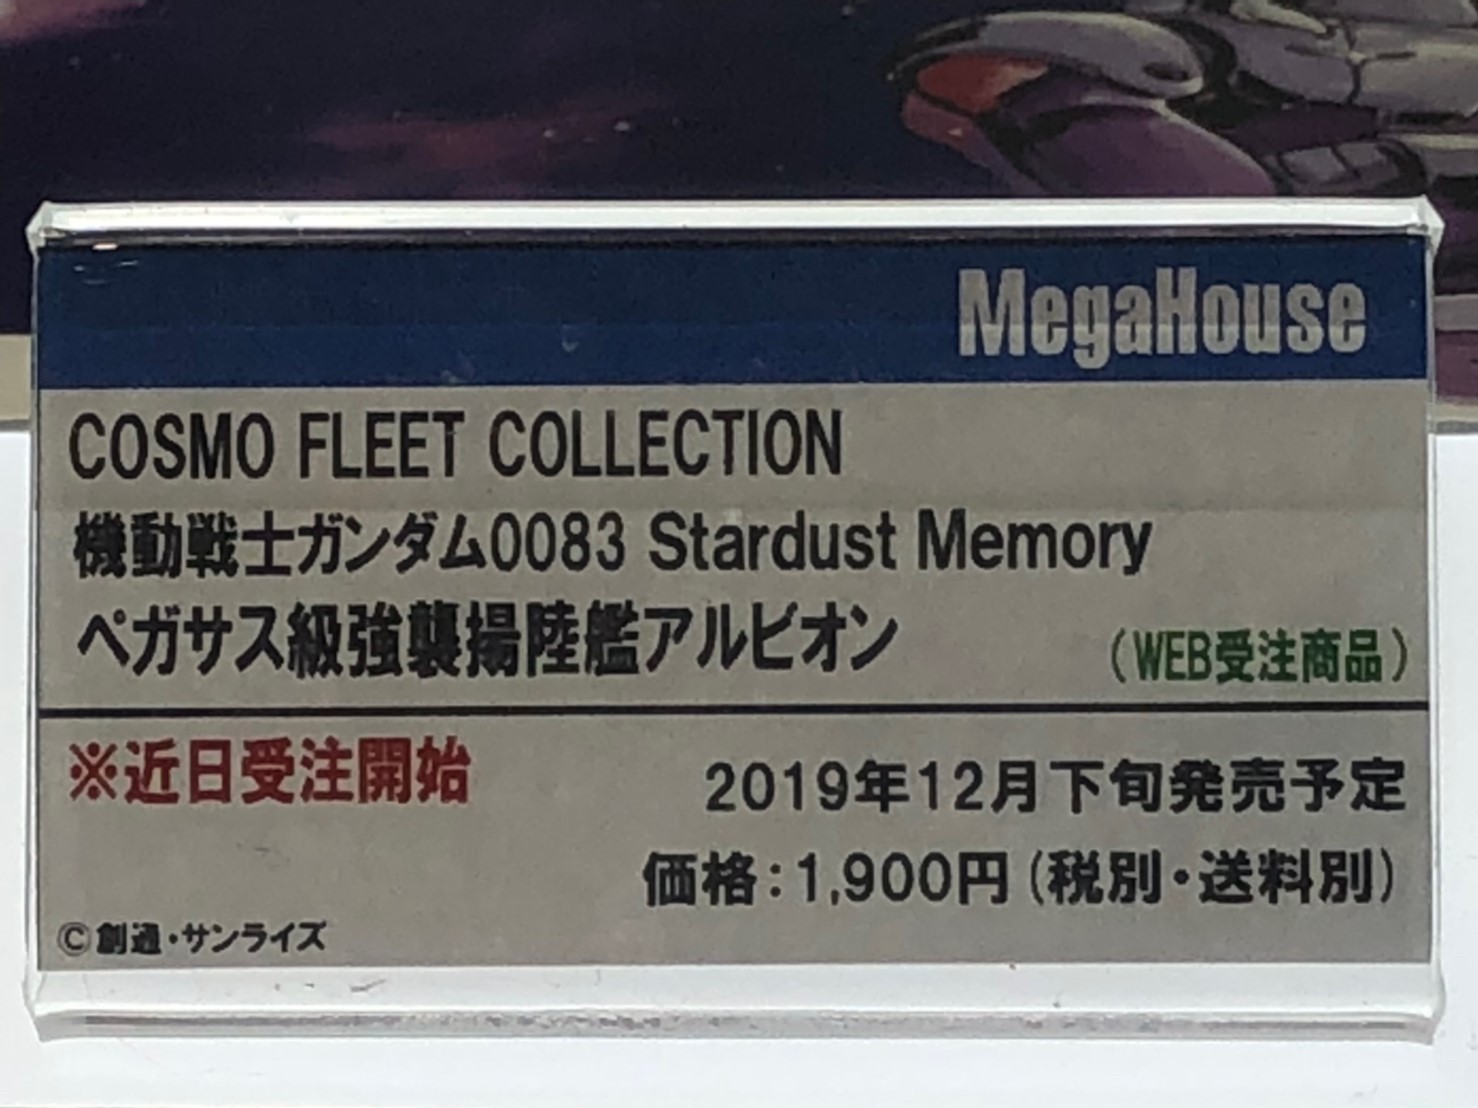 MegaHouse
COSMO FLEET COLLECTION
機動戦士ガンダム0083 Stardust Memory
ペガサス級強襲揚陸艦アルビオン
（WEB受注商品）
※近日受注開始
2019年12月下旬発売予定
価格：1,900円（税別・送料別）
©創通・サンライズ